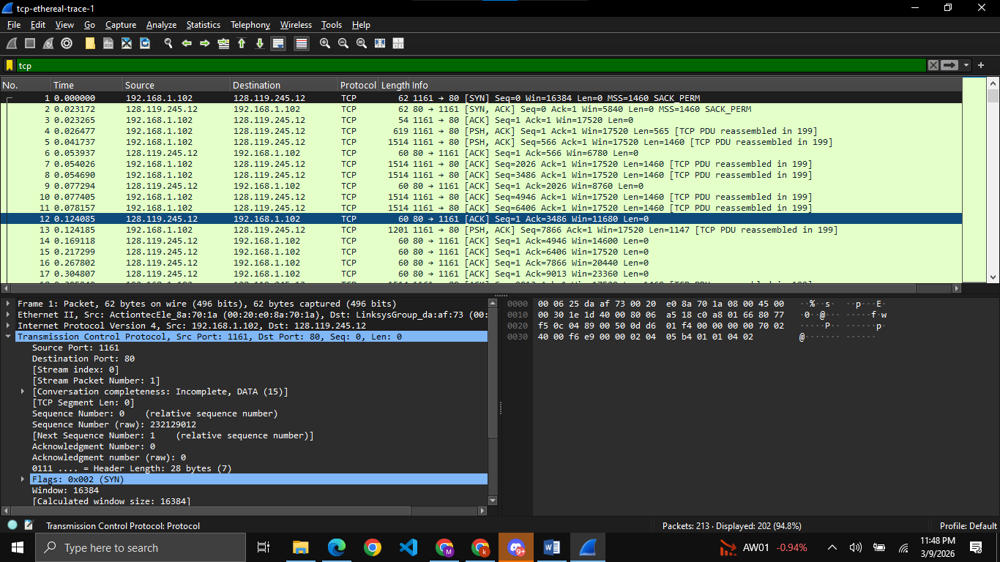 tcp-ethereal-trace-1
File Edit View Go Capture Analyze Statistics Telephony Wireless Tools Help
tcp
No. Time Source Destination Protocol Length Info
1 0.000000 192.168.1.102 128.119.245.12 TCP 62 1161 → 80 [SYN] Seq=0 Win=16384 Len=0 MSS=1460 SACK_PERM
2 0.023172 128.119.245.12 192.168.1.102 TCP 62 80 → 1161 [SYN, ACK] Seq=0 Ack=1 Win=5840 Len=0 MSS=1460 SACK_PERM
3 0.023265 192.168.1.102 128.119.245.12 TCP 54 1161 → 80 [ACK] Seq=1 Ack=1 Win=17520 Len=0
4 0.026477 192.168.1.102 128.119.245.12 TCP 619 1161 → 80 [PSH, ACK] Seq=1 Ack=1 Win=17520 Len=565 [TCP PDU reassembled in 199]
5 0.041737 192.168.1.102 128.119.245.12 TCP 1514 1161 → 80 [PSH, ACK] Seq=566 Ack=1 Win=17520 Len=1460 [TCP PDU reassembled in 199]
6 0.053937 128.119.245.12 192.168.1.102 TCP 60 80 → 1161 [ACK] Seq=1 Ack=566 Win=6780 Len=0
7 0.054026 192.168.1.102 128.119.245.12 TCP 1514 1161 → 80 [ACK] Seq=2026 Ack=1 Win=17520 Len=1460 [TCP PDU reassembled in 199]
8 0.054690 192.168.1.102 128.119.245.12 TCP 1514 1161 → 80 [ACK] Seq=3486 Ack=1 Win=17520 Len=1460 [TCP PDU reassembled in 199]
9 0.077294 128.119.245.12 192.168.1.102 TCP 60 80 → 1161 [ACK] Seq=1 Ack=2026 Win=8760 Len=0
10 0.077405 192.168.1.102 128.119.245.12 TCP 1514 1161 → 80 [ACK] Seq=4946 Ack=1 Win=17520 Len=1460 [TCP PDU reassembled in 199]
11 0.078157 192.168.1.102 128.119.245.12 TCP 1514 1161 → 80 [ACK] Seq=6406 Ack=1 Win=17520 Len=1460 [TCP PDU reassembled in 199]
12 0.124085 128.119.245.12 192.168.1.102 TCP 60 80 → 1161 [ACK] Seq=1 Ack=3486 Win=11680 Len=0
13 0.124185 192.168.1.102 128.119.245.12 TCP 1201 1161 → 80 [PSH, ACK] Seq=7866 Ack=1 Win=17520 Len=1147 [TCP PDU reassembled in 199]
14 0.169118 128.119.245.12 192.168.1.102 TCP 60 80 → 1161 [ACK] Seq=1 Ack=4946 Win=14600 Len=0
15 0.217299 128.119.245.12 192.168.1.102 TCP 60 80 → 1161 [ACK] Seq=1 Ack=6406 Win=17520 Len=0
16 0.267802 128.119.245.12 192.168.1.102 TCP 60 80 → 1161 [ACK] Seq=1 Ack=7866 Win=20440 Len=0
17 0.304807 128.119.245.12 192.168.1.102 TCP 60 80 → 1161 [ACK] Seq=1 Ack=9013 Win=23360 Len=0
Frame 1: Packet, 62 bytes on wire (496 bits), 62 bytes captured (496 bits)
Ethernet II, Src: ActiontecEle_8a:70:1a (00:20:e0:8a:70:1a), Dst: LinksysGroup_da:af:73 (00:
Internet Protocol Version 4, Src: 192.168.1.102, Dst: 128.119.245.12
Transmission Control Protocol, Src Port: 1161, Dst Port: 80, Seq: 0, Len: 0
Source Port: 1161
Destination Port: 80
[Stream index: 0]
[Stream Packet Number: 1]
[Conversation completeness: Incomplete, DATA (15)]
[TCP Segment Len: 0]
Sequence Number: 0 (relative sequence number)
Sequence Number (raw): 232129012
[Next Sequence Number: 1 (relative sequence number)]
Acknowledgment Number: 0
Acknowledgment number (raw): 0
0111 .... = Header Length: 28 bytes (7)
Flags: 0x002 (SYN)
Window: 16384
[Calculated window size: 16384]
0000 00 06 25 da af 73 00 20 e0 8a 70 1a 08 00 45 00 ··%··s· ··p···E·
0010 00 30 1e 1d 40 00 80 06 a5 18 c0 a8 01 66 80 77 ·0··@··· ·····f·w
0020 f5 0c 04 89 00 50 0d d6 01 f4 00 00 00 00 70 02 ·····P·· ······p·
0030 40 00 f6 e9 00 00 02 04 05 b4 01 01 04 02 @······· ······
Transmission Control Protocol: Protocol
Packets: 213 · Displayed: 202 (94.8%)
Profile: Default
Type here to search
M
k
9+
AW01 -0.94%
11:48 PM
3/9/2026